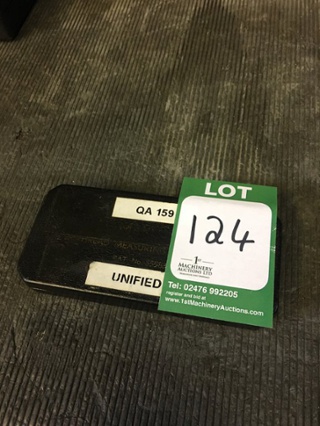 LOT
124
1st
MACHINERY
AUCTIONS LTD
Tel: 02476 992205
register and bid at
www.1stMachineryAuctions.com
QA 159
UNIFIED